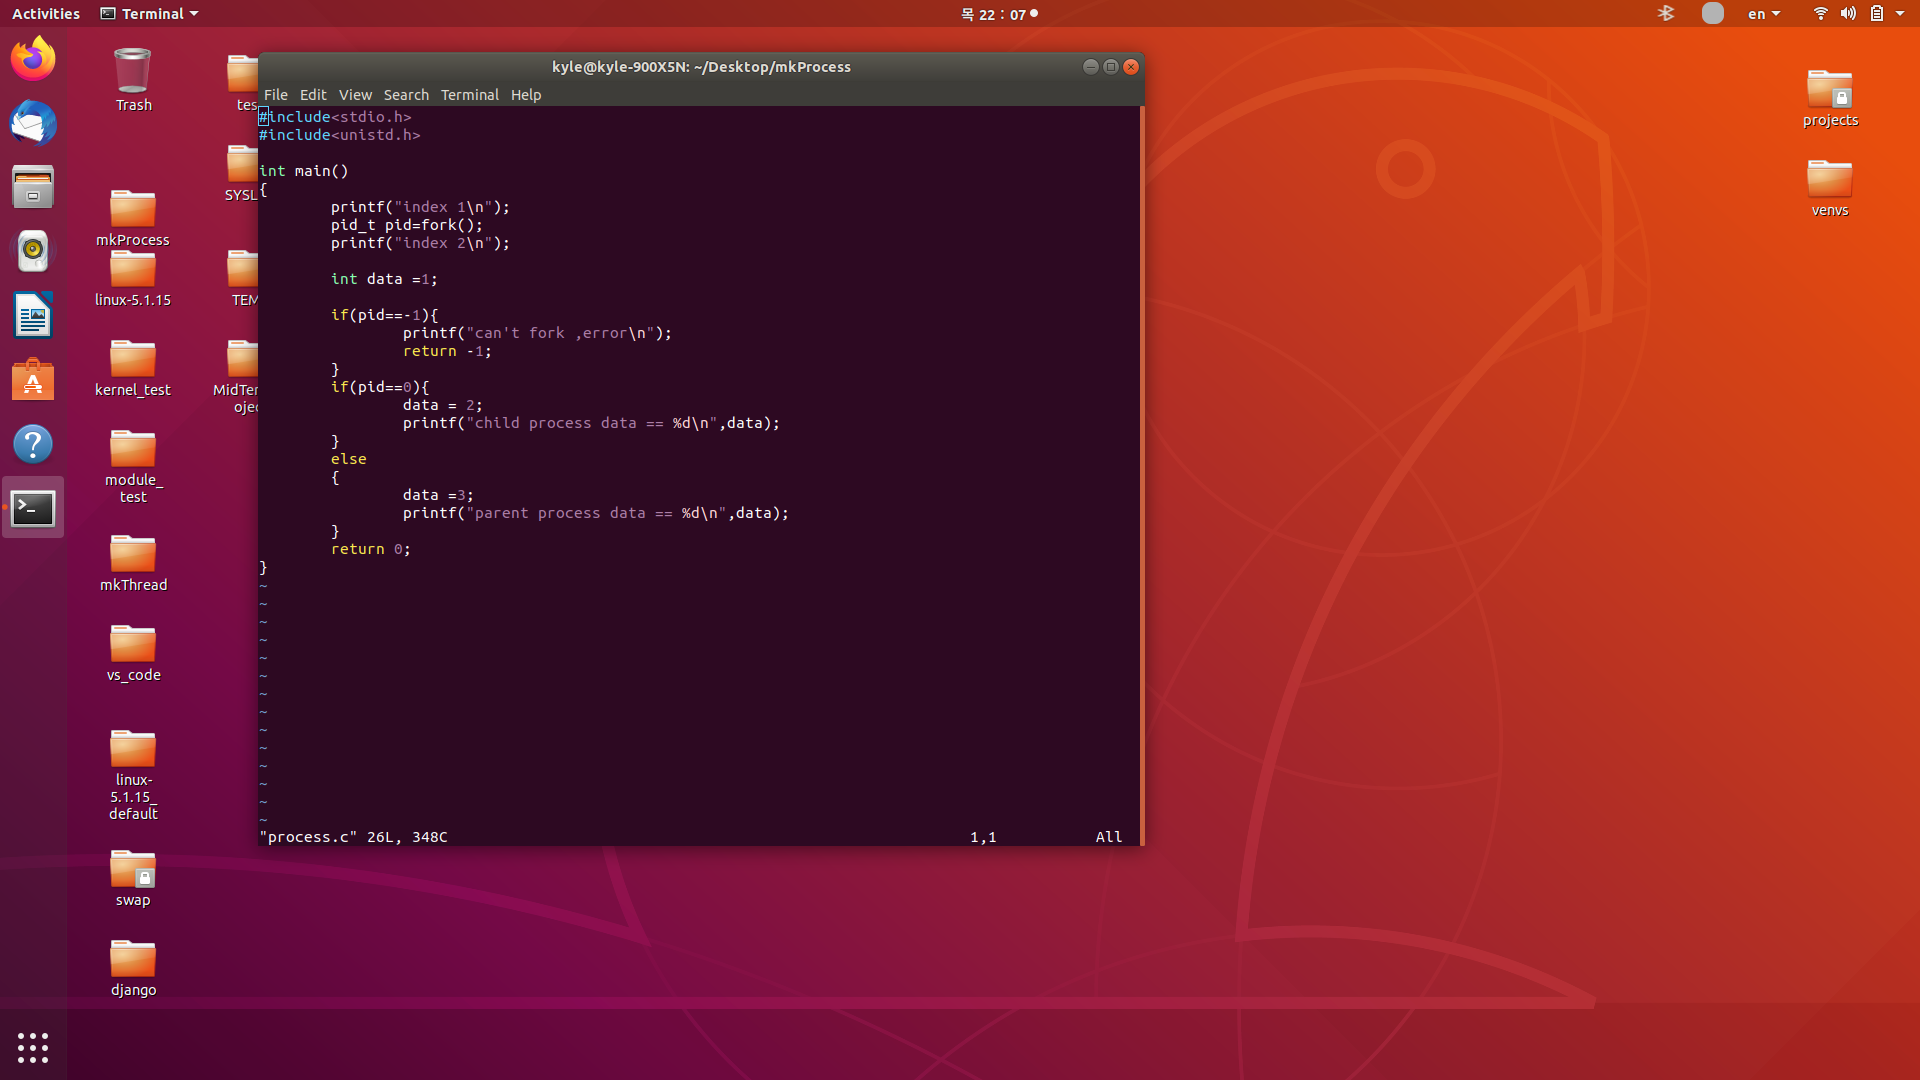 Activities
Terminal
목 22 : 07
en
kyle@kyle-900X5N: ~/Desktop/mkProcess
File Edit View Search Terminal Help
#include<stdio.h>
#include<unistd.h>
int main()
{
printf("index 1\n");
pid_t pid=fork();
printf("index 2\n");
int data =1;
if(pid==-1){
printf("can't fork ,error\n");
return -1;
}
if(pid==0){
data = 2;
printf("child process data == %d\n",data);
}
else
{
data =3;
printf("parent process data == %d\n",data);
}
return 0;
}
~
~
~
~
~
~
~
~
~
~
~
~
~
~
"process.c" 26L, 348C
1,1
All
Trash
mkProcess
linux-5.1.15
kernel_test
module_
test
mkThread
vs_code
linux-
5.1.15_
default
swap
django
tes
SYSL
TEM
MidTer
ojec
projects
venvs